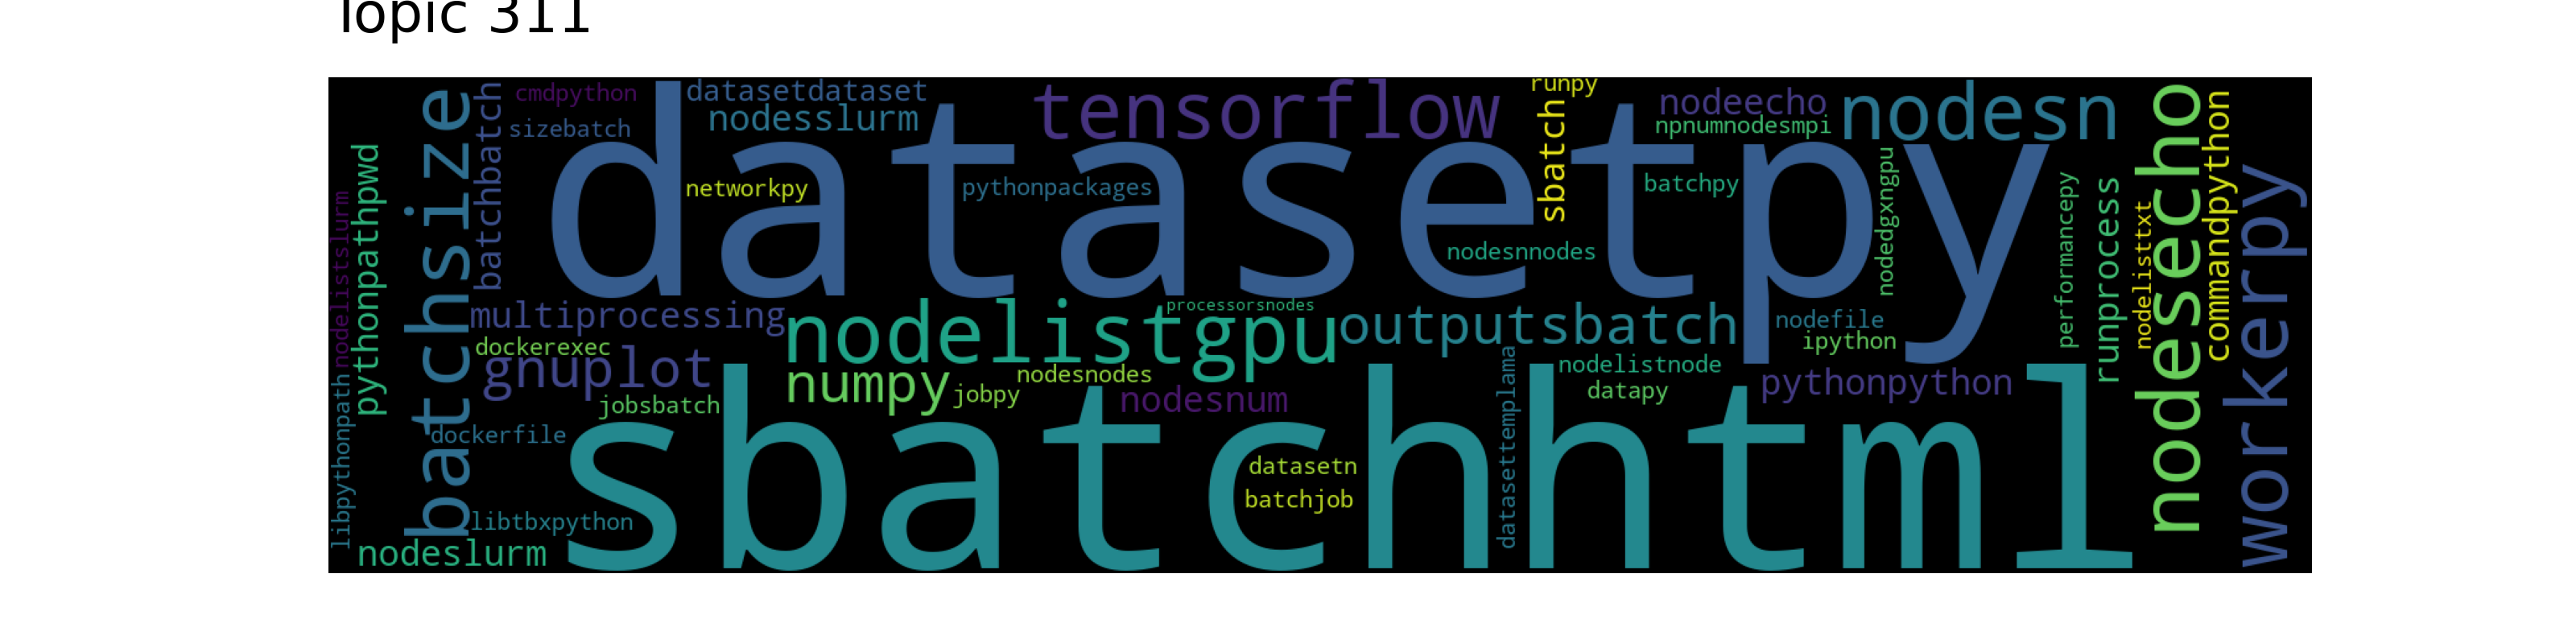 Topic 311
cmdpython
datasetdataset
tensorflow
runpy
nodeecho
nodesn
sizebatch
nodesslurm
npnumnodesmpi
datasetpy
networkpy
pythonpackages
sbatch
batchpy
nodesnnodes
nodedgxngpu
batchsize
batchbatch
pythonpathpwd
nodelistslurm
libpythonpath
performancepy
runprocess
nodelisttxt
nodesecho
commandpython
workerpy
multiprocessing
processorsnodes
nodelistgpu
outputsbatch
nodefile
ipython
dockerexec
gnuplot
numpy
jobpy
nodesnodes
nodesnum
nodelistnode
datapy
pythonpython
jobsbatch
dockerfile
sbatchhtml
datasetn
batchjob
datasettemplama
libtbxpython
nodeslurm